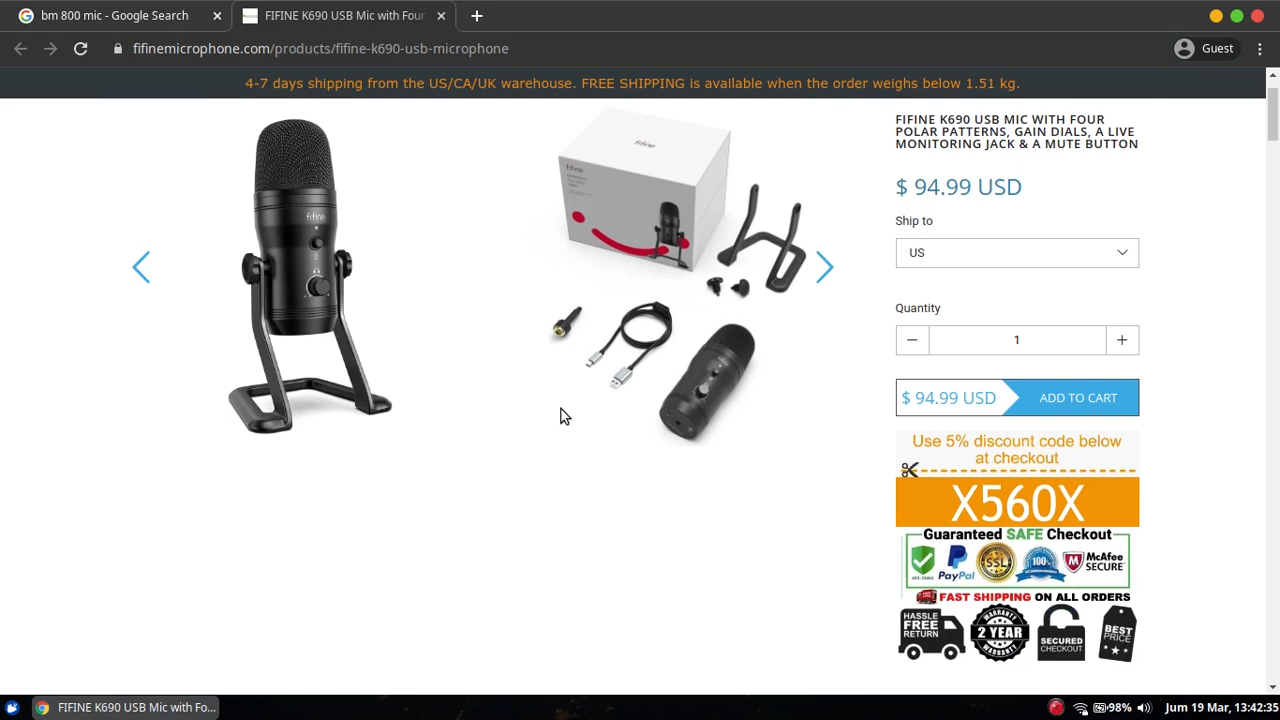 bm 800 mic - Google Search
FIFINE K690 USB Mic with Four
fifinemicrophone.com/products/fifine-k690-usb-microphone
Guest
4-7 days shipping from the US/CA/UK warehouse. FREE SHIPPING is available when the order weighs below 1.51 kg.
fifine
fifine
fifine
FIFINE K690 USB MIC WITH FOUR
POLAR PATTERNS, GAIN DIALS, A LIVE
MONITORING JACK & A MUTE BUTTON
$ 94.99 USD
Ship to
US
Quantity
1
$ 94.99 USD
ADD TO CART
Use 5% discount code below
at checkout
X560X
Guaranteed SAFE Checkout
PayPal
SSL
100%
McAfee
SECURE
FAST SHIPPING ON ALL ORDERS
HASSLE
FREE
RETURN
WARRANTY
2 YEAR
WARRANTY
SECURED
CHECKOUT
BEST
PRICE
FIFINE K690 USB Mic with Fo...
98%
Jum 19 Mar, 13:42:35